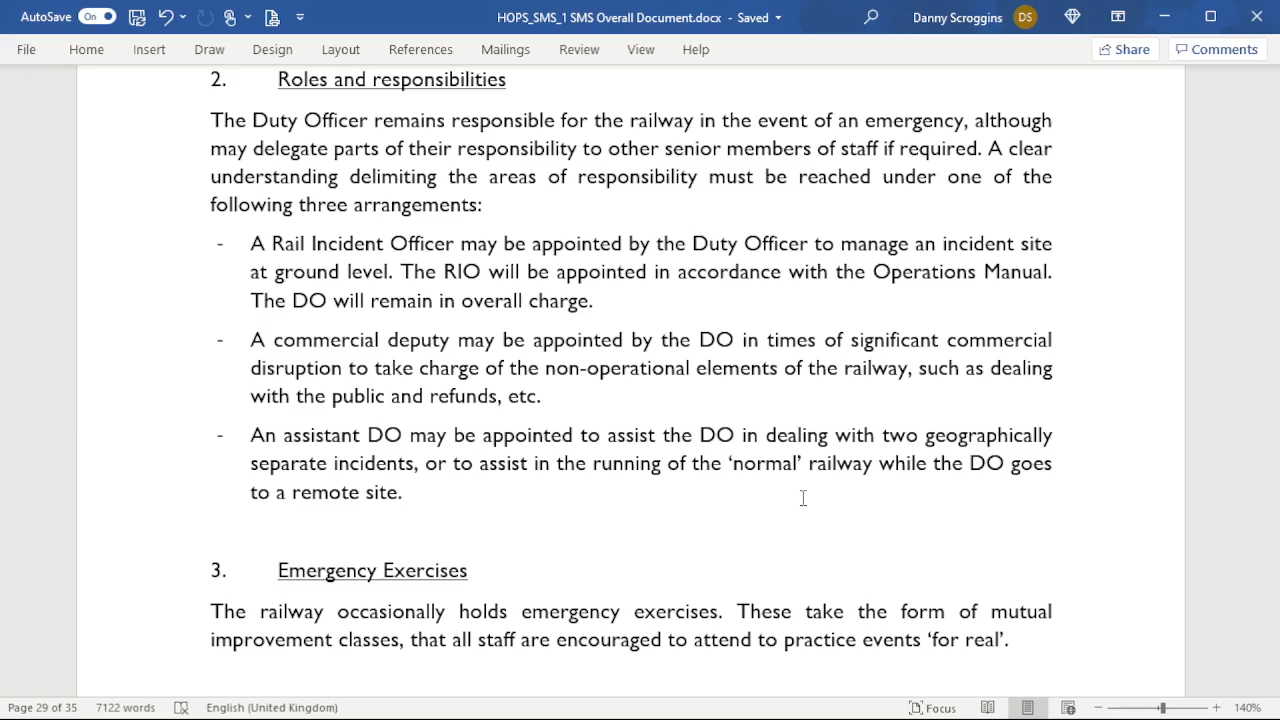 AutoSave On HOPS_SMS_1 SMS Overall Document.docx - Saved Danny Scroggins DS
File Home Insert Draw Design Layout References Mailings Review View Help Share Comments
2. Roles and responsibilities
The Duty Officer remains responsible for the railway in the event of an emergency, although
may delegate parts of their responsibility to other senior members of staff if required. A clear
understanding delimiting the areas of responsibility must be reached under one of the
following three arrangements:
- A Rail Incident Officer may be appointed by the Duty Officer to manage an incident site
at ground level. The RIO will be appointed in accordance with the Operations Manual.
The DO will remain in overall charge.
- A commercial deputy may be appointed by the DO in times of significant commercial
disruption to take charge of the non-operational elements of the railway, such as dealing
with the public and refunds, etc.
- An assistant DO may be appointed to assist the DO in dealing with two geographically
separate incidents, or to assist in the running of the ‘normal’ railway while the DO goes
to a remote site.
3. Emergency Exercises
The railway occasionally holds emergency exercises. These take the form of mutual
improvement classes, that all staff are encouraged to attend to practice events ‘for real’.
Page 29 of 35 7122 words English (United Kingdom) Focus 140%